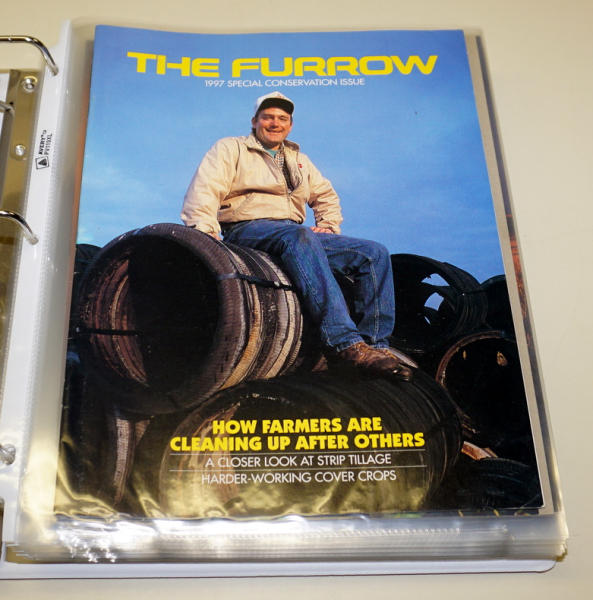 THE FURROW
1997 SPECIAL CONSERVATION ISSUE
HOW FARMERS ARE
CLEANING UP AFTER OTHERS
A CLOSER LOOK AT STRIP TILLAGE
HARDER-WORKING COVER CROPS
AVERY